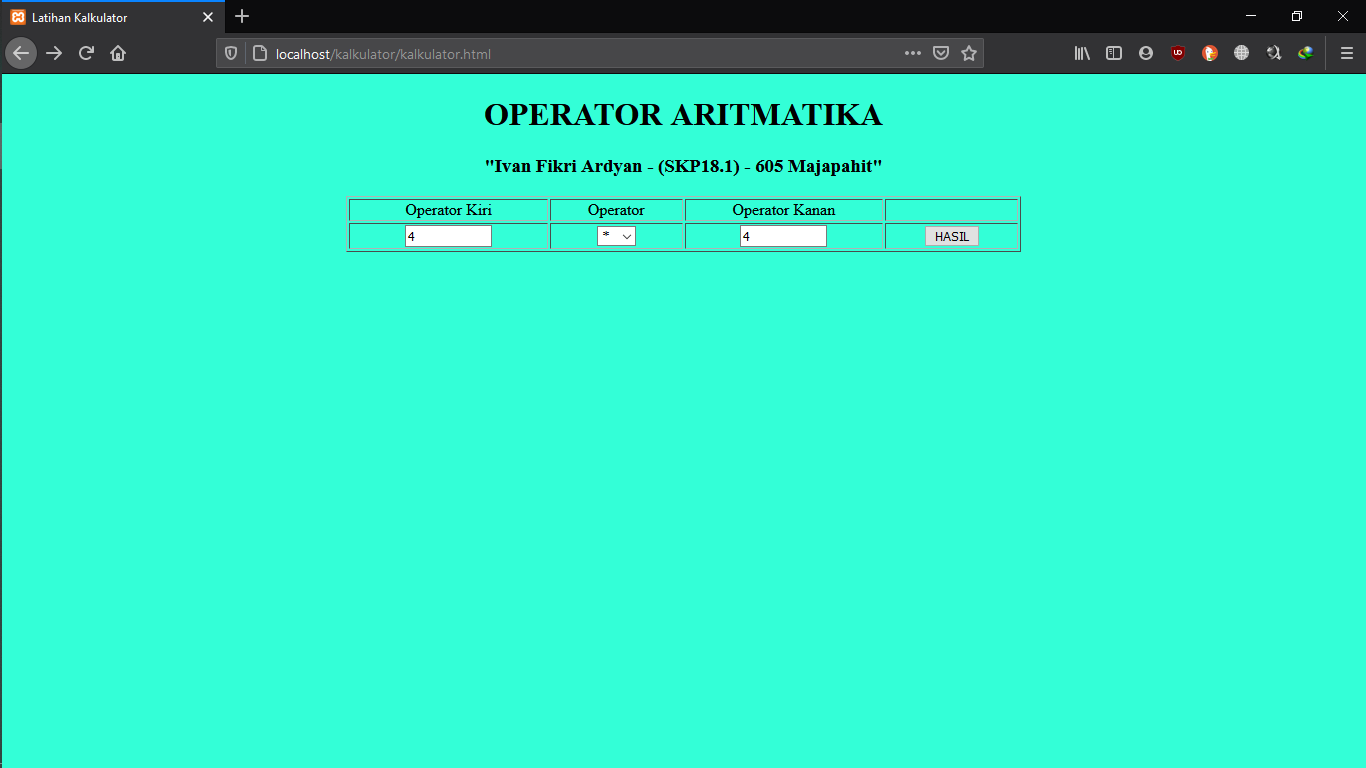 Latihan Kalkulator
localhost/kalkulator/kalkulator.html
OPERATOR ARITMATIKA
"Ivan Fikri Ardyan - (SKP18.1) - 605 Majapahit"
Operator Kiri Operator Operator Kanan
4 * 4 HASIL